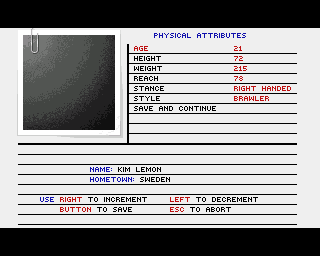 PHYSICAL ATTRIBUTES
AGE 21
HEIGHT 72
WEIGHT 215
REACH 78
STANCE RIGHT HANDED
STYLE BRAWLER
SAVE AND CONTINUE
NAME: KIM LEMON
HOMETOWN: SWEDEN
USE RIGHT TO INCREMENT LEFT TO DECREMENT
BUTTON TO SAVE ESC TO ABORT